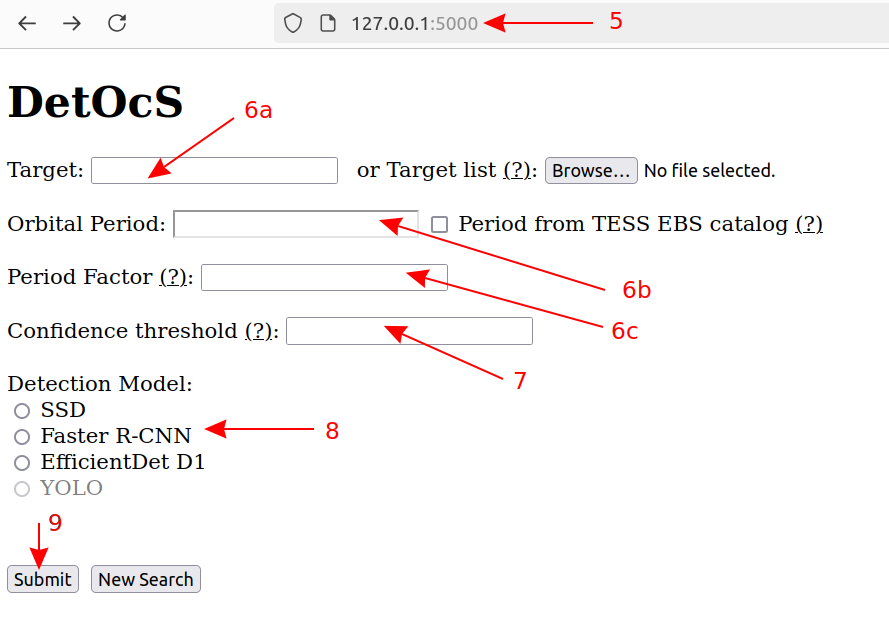 127.0.0.1:5000 5
DetOcS
6a
Target: or Target list (?): Browse... No file selected.
Orbital Period: Period from TESS EBS catalog (?)
Period Factor (?):
6b
Confidence threshold (?): 6c
7
Detection Model:
SSD
Faster R-CNN 8
EfficientDet D1
YOLO
9
Submit New Search